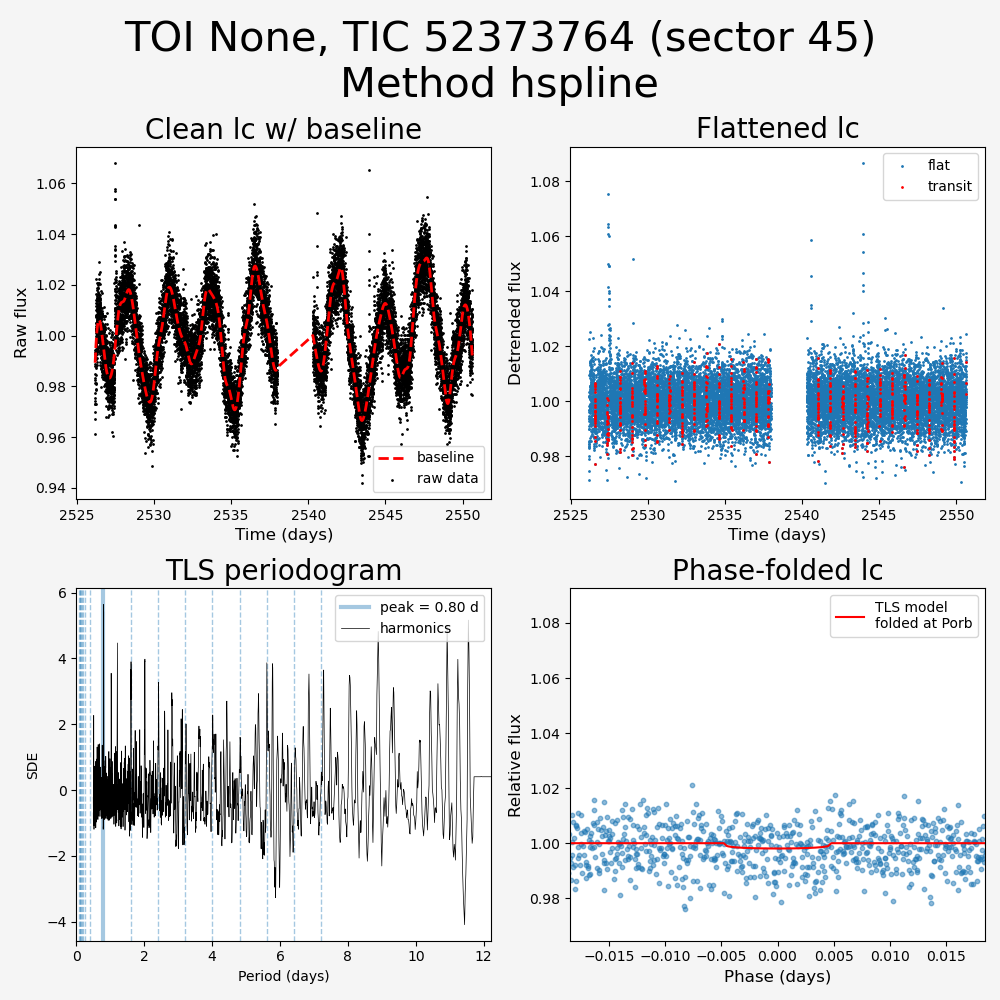 TOI None, TIC 52373764 (sector 45)
Method hspline
Clean lc w/ baseline
Raw flux
1.06
1.04
1.02
1.00
0.98
0.96
0.94
baseline
raw data
2525 2530 2535 2540 2545 2550
Time (days)
Flattened lc
Detrended flux
1.08
1.06
1.04
1.02
1.00
0.98
flat
transit
2525 2530 2535 2540 2545 2550
Time (days)
TLS periodogram
SDE
6
4
2
0
−2
−4
peak = 0.80 d
harmonics
0 2 4 6 8 10 12
Period (days)
Phase-folded lc
Relative flux
1.08
1.06
1.04
1.02
1.00
0.98
TLS model
folded at Porb
−0.015 −0.010 −0.005 0.000 0.005 0.010 0.015
Phase (days)